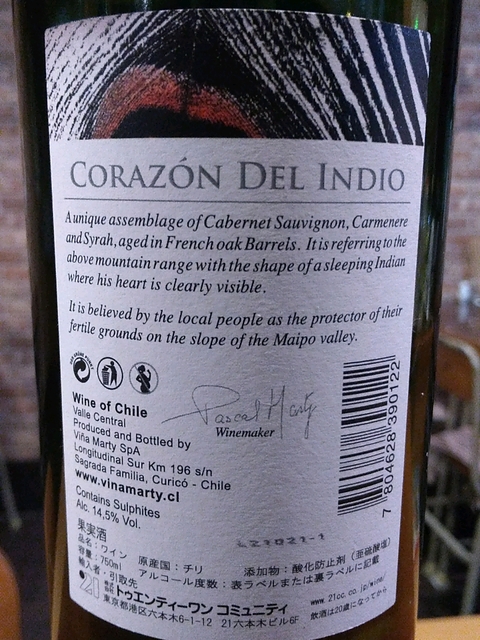 CORAZÓN DEL INDIO
A unique assemblage of Cabernet Sauvignon, Carmenere
and Syrah, aged in French oak Barrels. It is referring to the
above mountain range with the shape of a sleeping Indian
where his heart is clearly visible.
It is believed by the local people as the protector of their
fertile grounds on the slope of the Maipo valley.
Wine of Chile
Valle Central
Produced and Bottled by
Viña Marty SpA
Longitudinal Sur Km 196 s/n
Sagrada Familia, Curicó - Chile
www.vinamarty.cl
Contains Sulphites
Alc. 14,5% Vol.
Pascal Marty
Winemaker
7 804628 390122
L21021-1
果実酒
品名：ワイン
容量：750ml
原産国：チリ
アルコール度数：表ラベルまたは裏ラベルに記載
添加物：酸化防止剤（亜硫酸塩）
輸入者・引取先
21 株式会社 トゥエンティーワン コミュニティ
東京都港区六本木6-1-12 21六本木ビル6F
www.21cc.co.jp/wine/
飲酒は20歳になってから